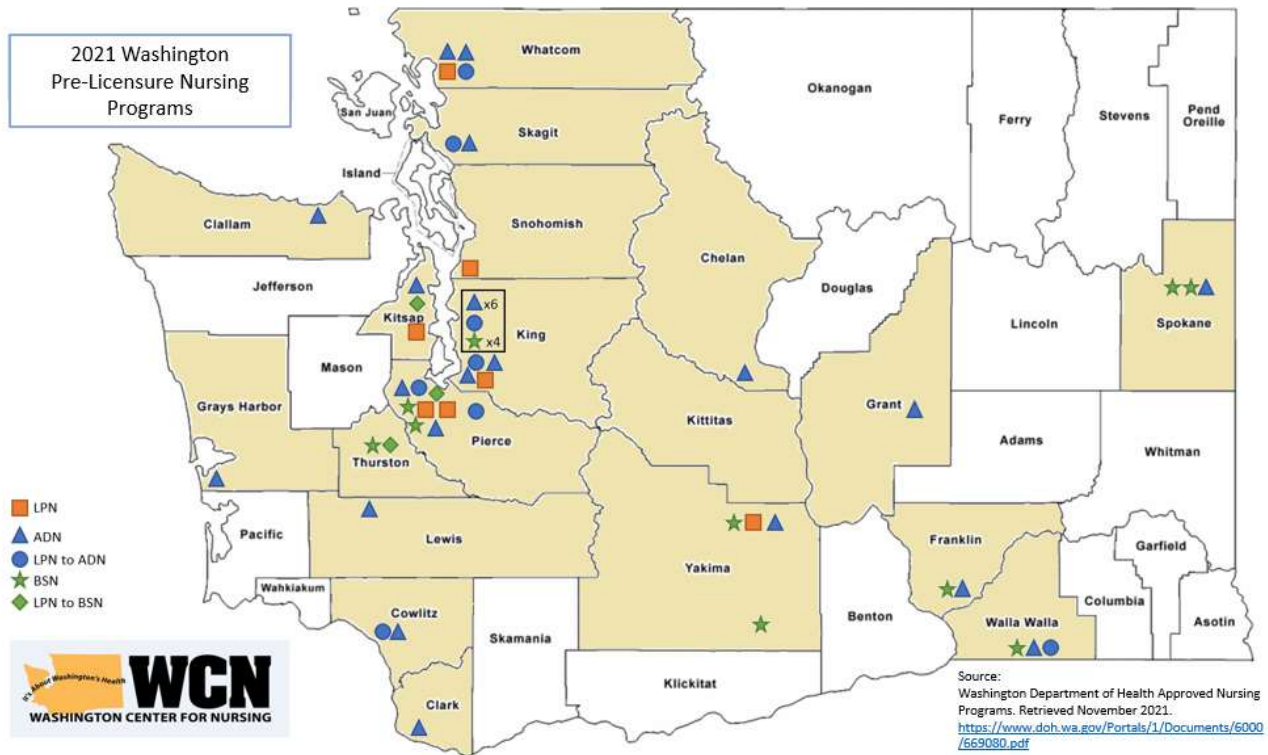 2021 Washington
Pre-Licensure Nursing
Programs
Whatcom
San Juan
Skagit
Okanogan
Ferry
Stevens
Pend
Oreille
Island
Snohomish
Clallam
Chelan
Jefferson
Douglas
Kitsap
x6
King
x4
Lincoln
Spokane
Mason
Grays Harbor
Grant
Kittitas
Pierce
Adams
Whitman
Thurston
LPN
ADN
LPN to ADN
BSN
LPN to BSN
Pacific
Lewis
Yakima
Franklin
Garfield
Wahkiakum
Benton
Columbia
Cowlitz
Walla Walla
Asotin
Skamania
Klickitat
Clark
It's About Washington's Health
WCN
WASHINGTON CENTER FOR NURSING
Source:
Washington Department of Health Approved Nursing
Programs. Retrieved November 2021.
https://www.doh.wa.gov/Portals/1/Documents/6000
/669080.pdf